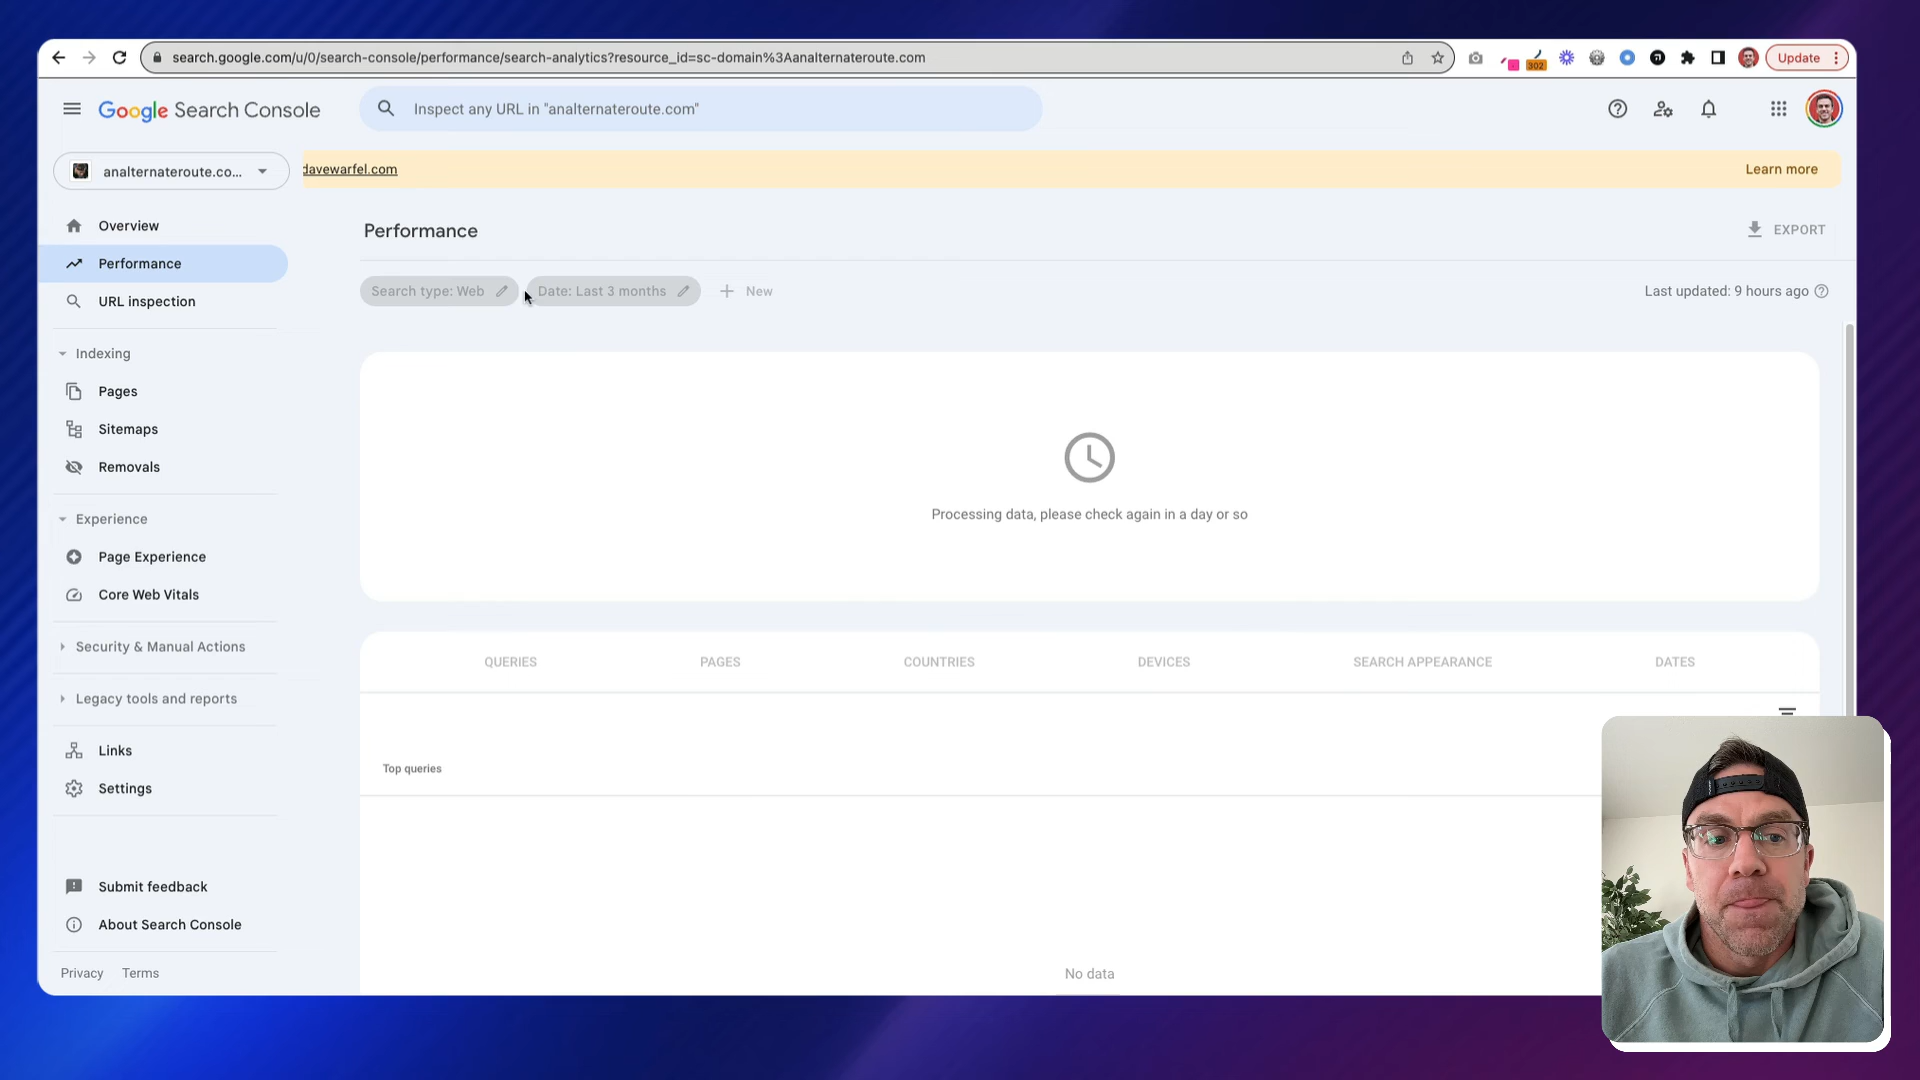 search.google.com/u/0/search-console/performance/search-analytics?resource_id=sc-domain%3Aanalternateroute.com
302
Update
Google Search Console
Inspect any URL in "analternateroute.com"
analternateroute.co...
davewarfel.com
Learn more
Overview
Performance
URL inspection
Indexing
Pages
Sitemaps
Removals
Experience
Page Experience
Core Web Vitals
Security & Manual Actions
Legacy tools and reports
Links
Settings
Submit feedback
About Search Console
Privacy Terms
Performance
EXPORT
Search type: Web
Date: Last 3 months
New
Last updated: 9 hours ago
Processing data, please check again in a day or so
QUERIES PAGES COUNTRIES DEVICES SEARCH APPEARANCE DATES
Top queries
No data